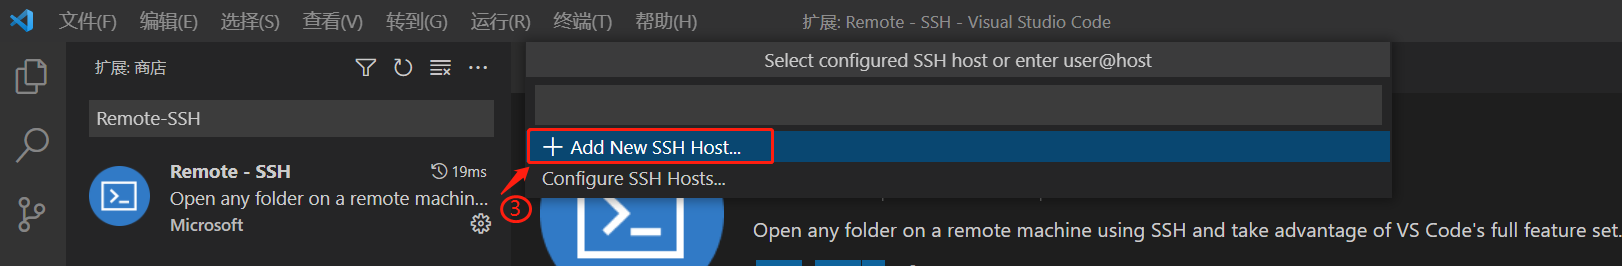 文件(F) 编辑(E) 选择(S) 查看(V) 转到(G) 运行(R) 终端(T) 帮助(H) 扩展: Remote - SSH - Visual Studio Code
扩展: 商店
Remote-SSH
Remote - SSH 19ms
Open any folder on a remote machin...
Microsoft
Select configured SSH host or enter user@host
Add New SSH Host...
Configure SSH Hosts...
③
Open any folder on a remote machine using SSH and take advantage of VS Code's full feature set.